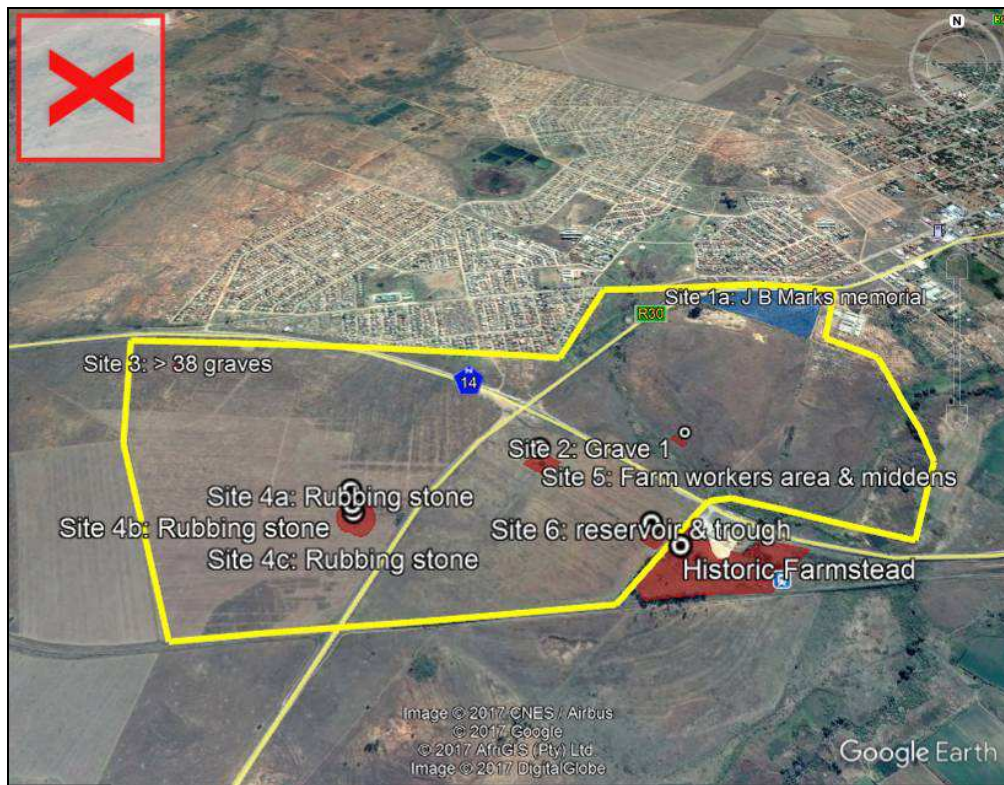 N
Site 1a: J B Marks memorial
R30
Site 3: > 38 graves
14
Site 2: Grave 1
Site 5: Farm workers area & middens
Site 4a: Rubbing stone
Site 4b: Rubbing stone
Site 6: reservoir & trough
Site 4c: Rubbing stone
Historic Farmstead
Image © 2017 CNES / Airbus
© 2017 Google
© 2017 AfriGIS (Pty) Ltd
Image © 2017 DigitalGlobe
Google Earth